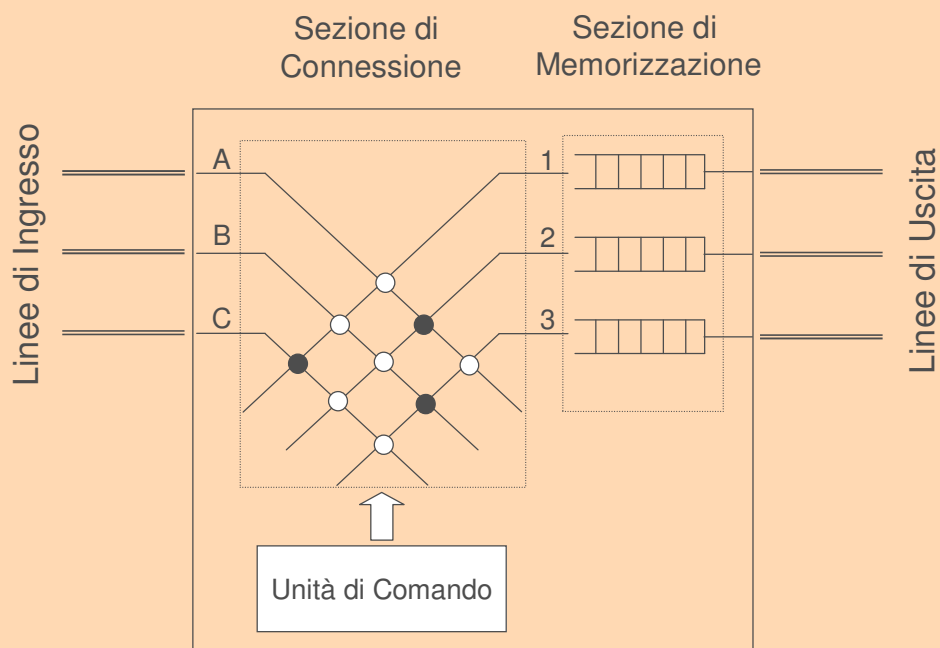 Sezione di
Connessione
Sezione di
Memorizzazione
Linee di Ingresso
A
B
C
1
2
3
Linee di Uscita
Unità di Comando